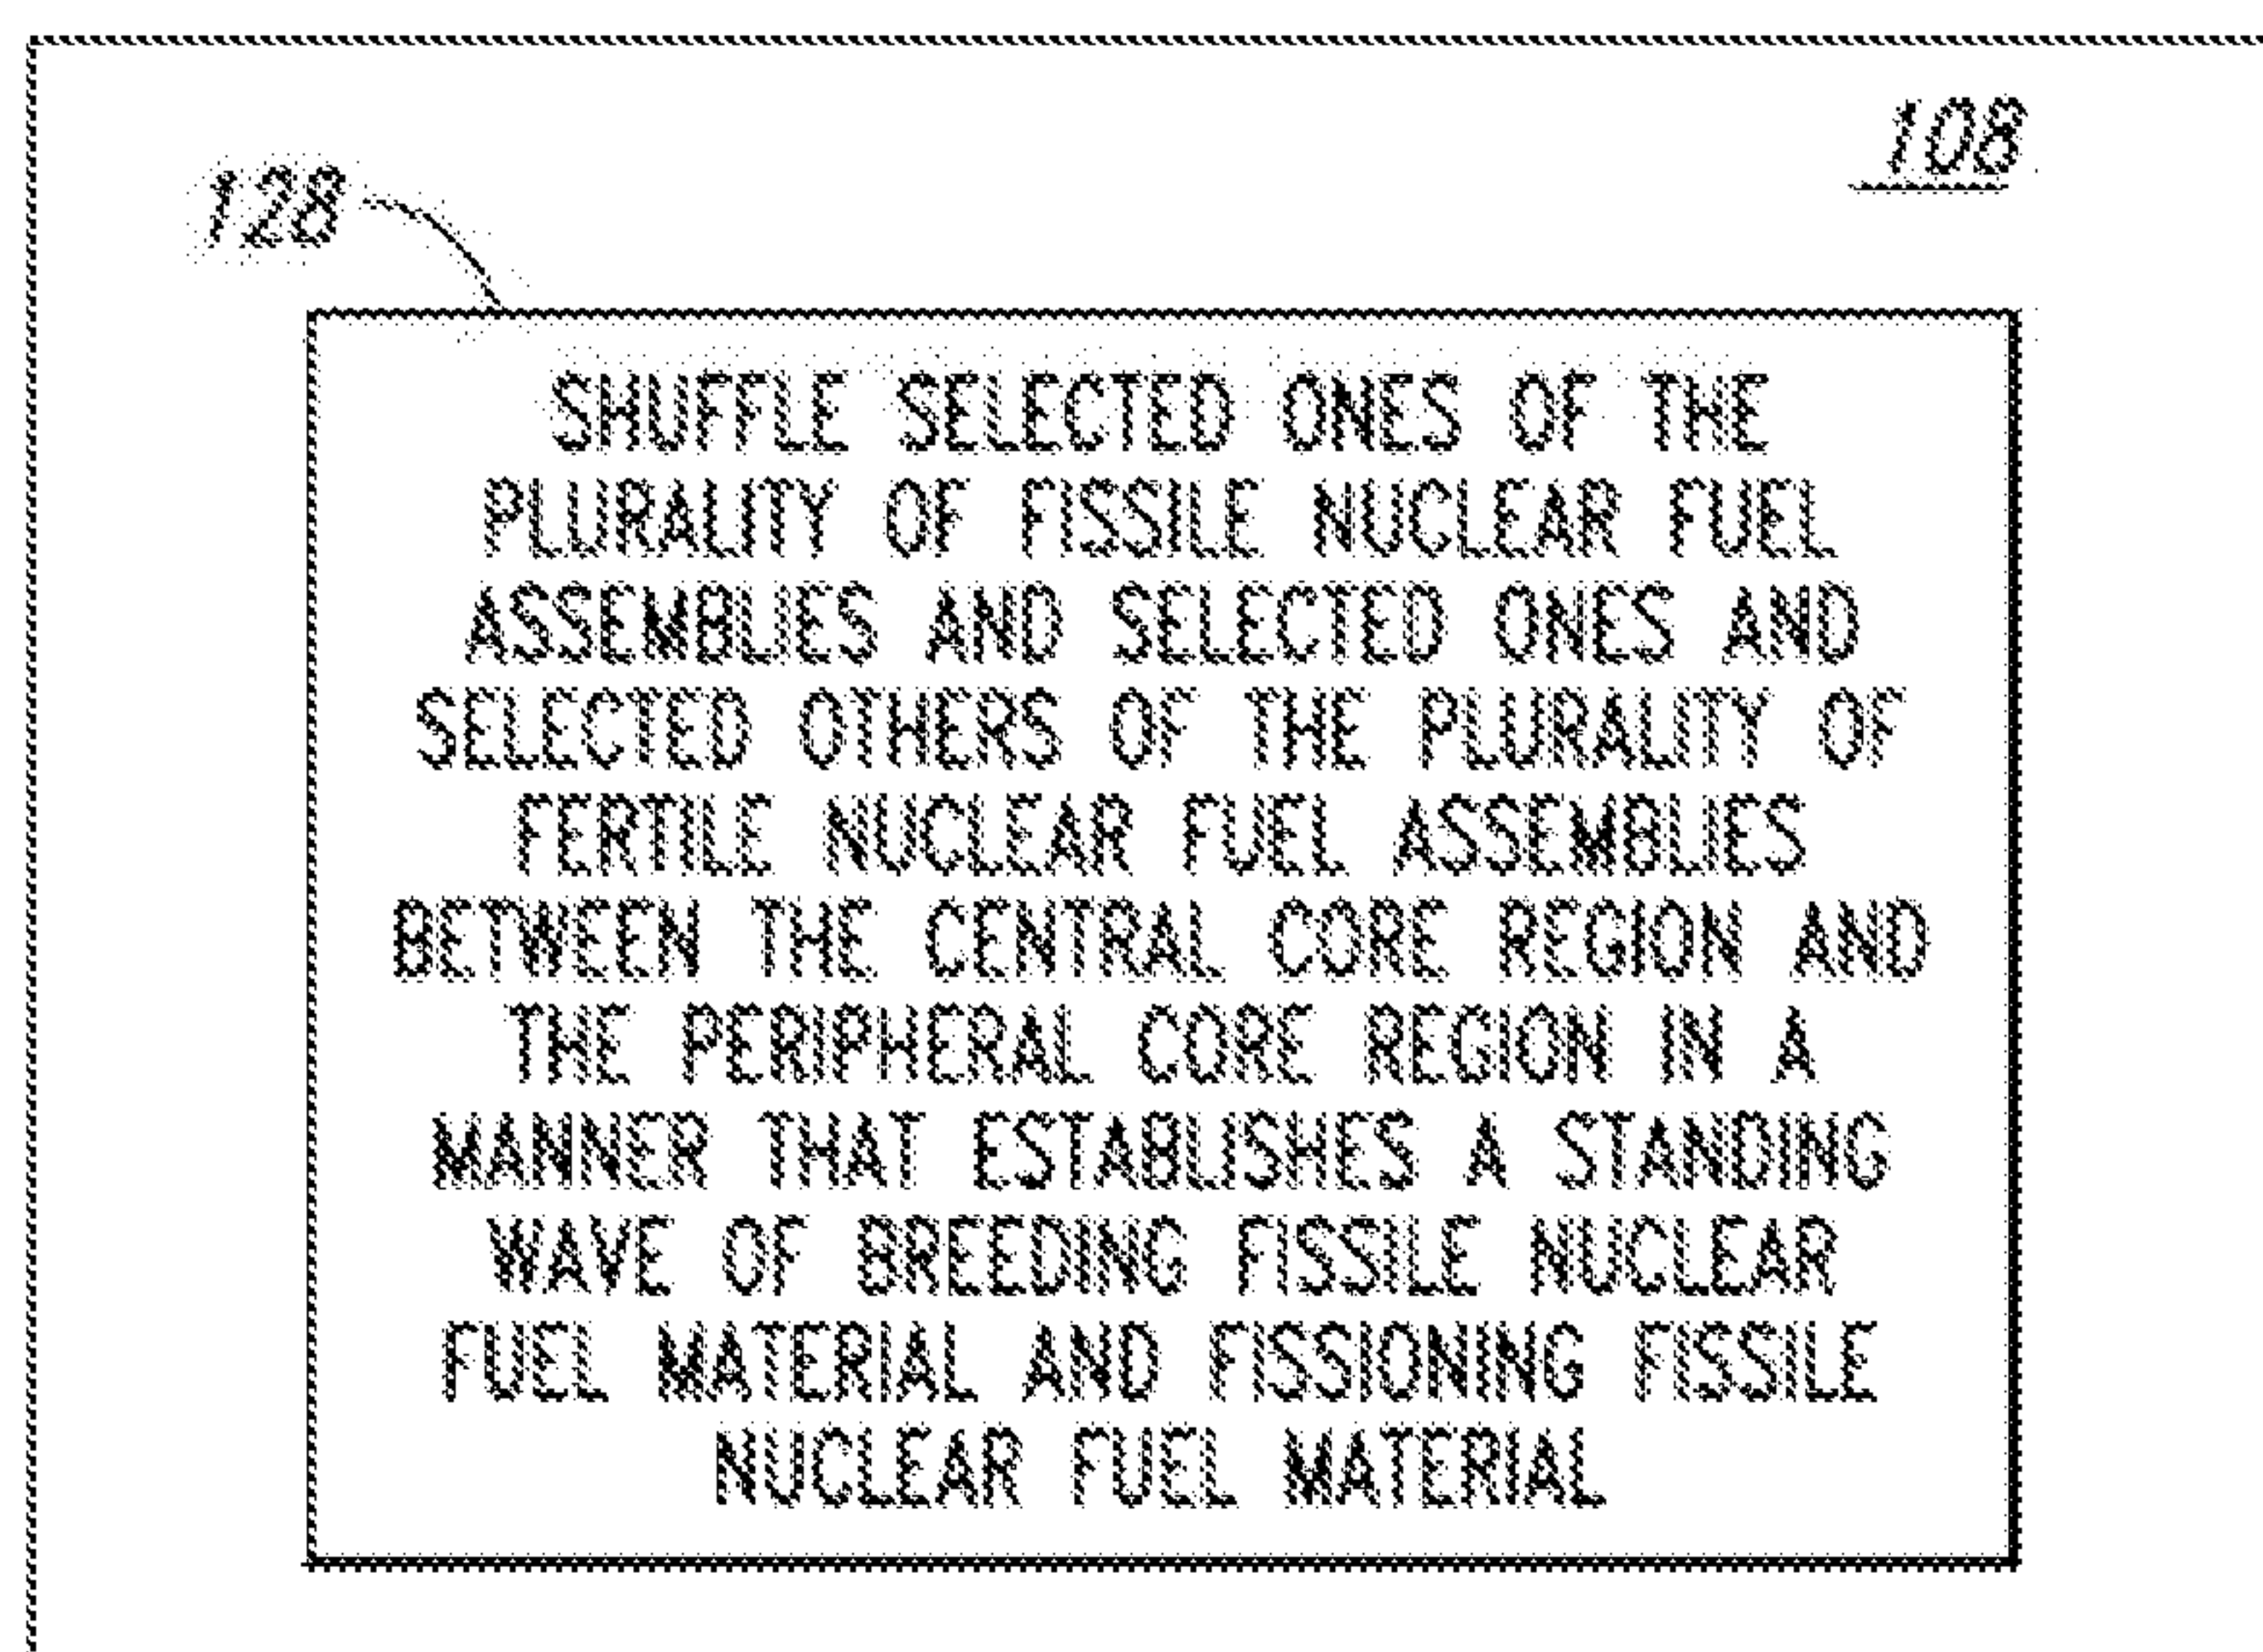 108
128
SHUFFLE SELECTED ONES OF THE
PLURALITY OF FISSILE NUCLEAR FUEL
ASSEMBLIES AND SELECTED ONES AND
SELECTED OTHERS OF THE PLURALITY OF
FERTILE NUCLEAR FUEL ASSEMBLIES
BETWEEN THE CENTRAL CORE REGION AND
THE PERIPHERAL CORE REGION IN A
MANNER THAT ESTABLISHES A STANDING
WAVE OF BREEDING FISSILE NUCLEAR
FUEL MATERIAL AND FISSIONING FISSILE
NUCLEAR FUEL MATERIAL